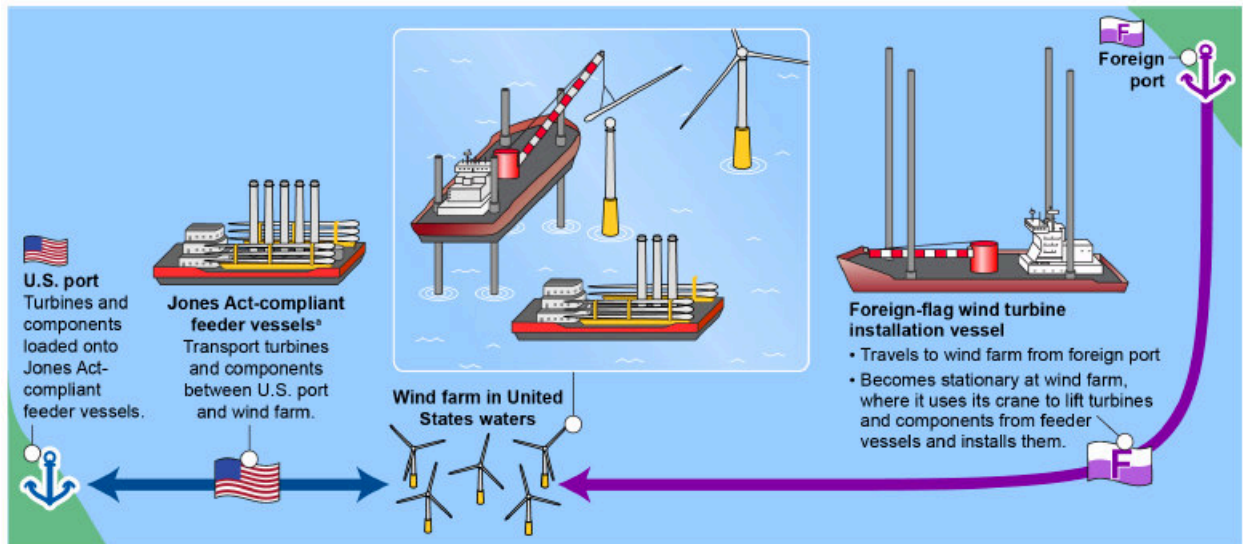 U.S. port
Turbines and
components
loaded onto
Jones Act-
compliant
feeder vessels.
Jones Act-compliant
feeder vesselsᵃ
Transport turbines
and components
between U.S. port
and wind farm.
Wind farm in United
States waters
Foreign-flag wind turbine
installation vessel
• Travels to wind farm from foreign port
• Becomes stationary at wind farm,
where it uses its crane to lift turbines
and components from feeder
vessels and installs them.
F
Foreign
port
F